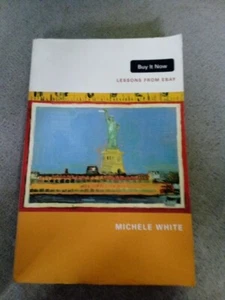 Buy It Now
LESSONS FROM EBAY
MICHELE WHITE